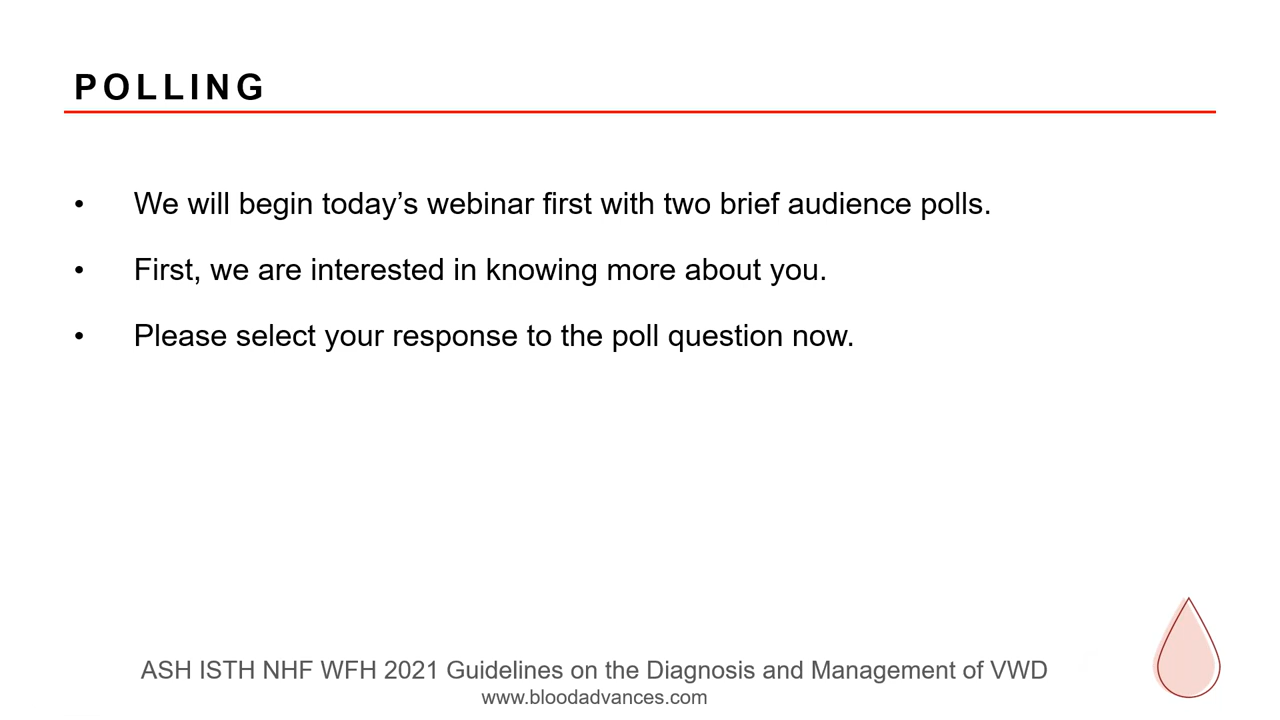 POLLING
• We will begin today’s webinar first with two brief audience polls.
• First, we are interested in knowing more about you.
• Please select your response to the poll question now.
ASH ISTH NHF WFH 2021 Guidelines on the Diagnosis and Management of VWD
www.bloodadvances.com